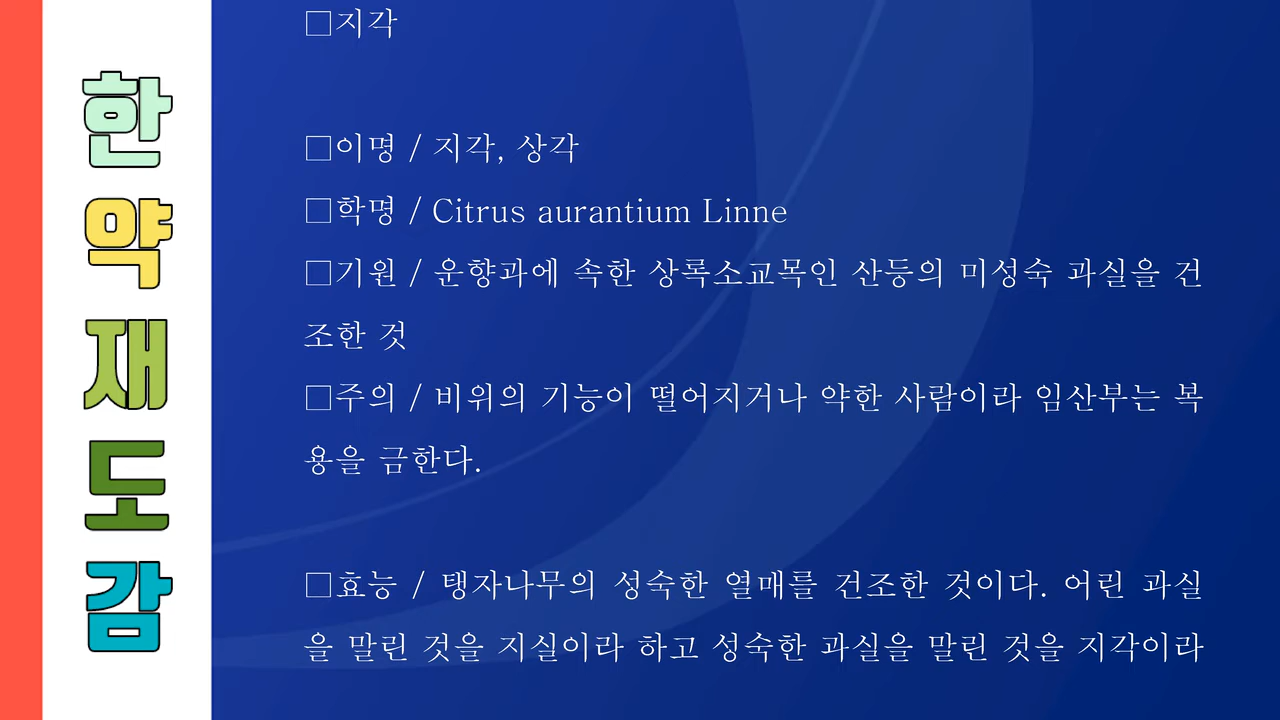 한약재도감
□지각
□이명 / 지각, 상각
□학명 / Citrus aurantium Linne
□기원 / 운향과에 속한 상록소교목인 산등의 미성숙 과실을 건
조한 것
□주의 / 비위의 기능이 떨어지거나 약한 사람이라 임산부는 복
용을 금한다.
□효능 / 탱자나무의 성숙한 열매를 건조한 것이다. 어린 과실
을 말린 것을 지실이라 하고 성숙한 과실을 말린 것을 지각이라